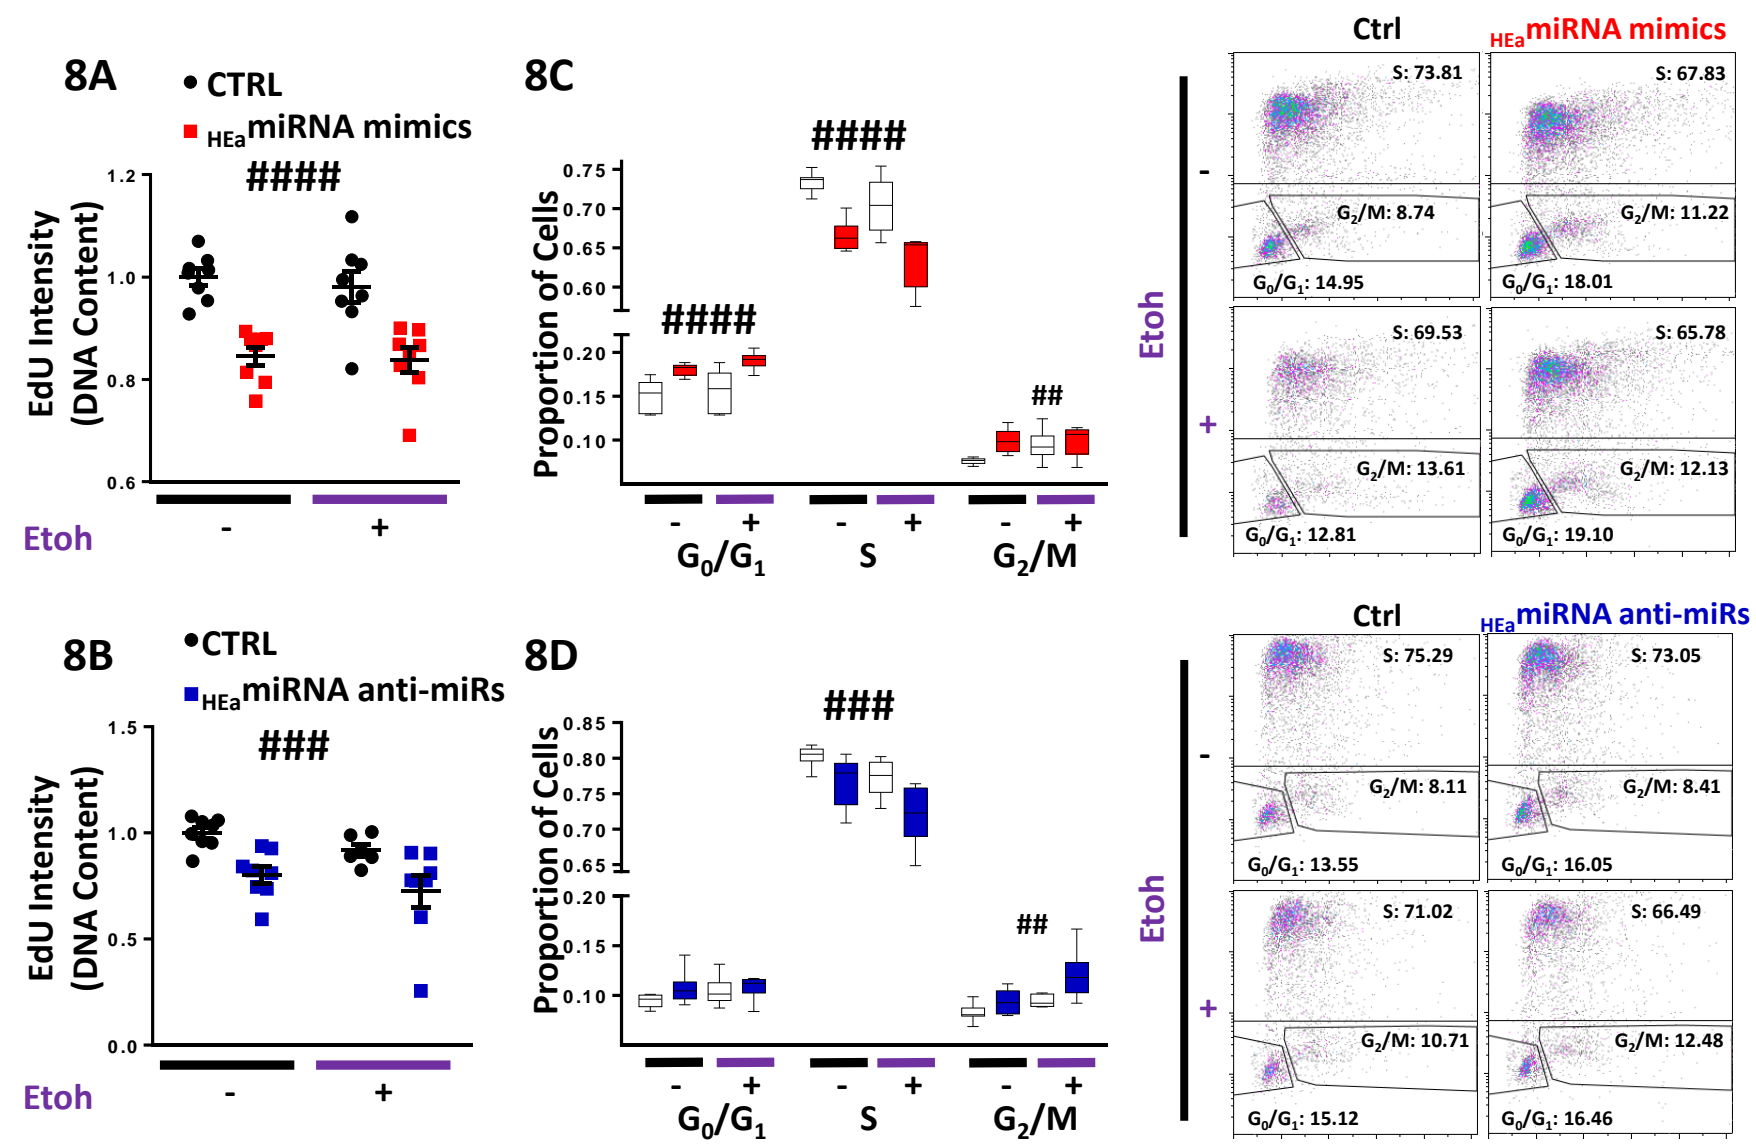 8A
● CTRL
■ HEamiRNA mimics
####
EdU Intensity
(DNA Content)
1.2
1.0
0.8
0.6
- +
Etoh
8C
Proportion of Cells
0.75
0.70
0.65
0.60
0.20
0.15
0.10
####
####
##
- + - + - +
G0/G1 S G2/M
Ctrl HEamiRNA mimics
Etoh
-
S: 73.81
G2/M: 8.74
G0/G1: 14.95
S: 67.83
G2/M: 11.22
G0/G1: 18.01
+
S: 69.53
G2/M: 13.61
G0/G1: 12.81
S: 65.78
G2/M: 12.13
G0/G1: 19.10
8B
●CTRL
■HEamiRNA anti-miRs
###
EdU Intensity
(DNA Content)
1.5
1.0
0.5
0.0
- +
Etoh
8D
Proportion of Cells
0.85
0.80
0.75
0.70
0.65
0.20
0.15
0.10
###
##
- + - + - +
G0/G1 S G2/M
Ctrl HEamiRNA anti-miRs
Etoh
-
S: 75.29
G2/M: 8.11
G0/G1: 13.55
S: 73.05
G2/M: 8.41
G0/G1: 16.05
+
S: 71.02
G2/M: 10.71
G0/G1: 15.12
S: 66.49
G2/M: 12.48
G0/G1: 16.46